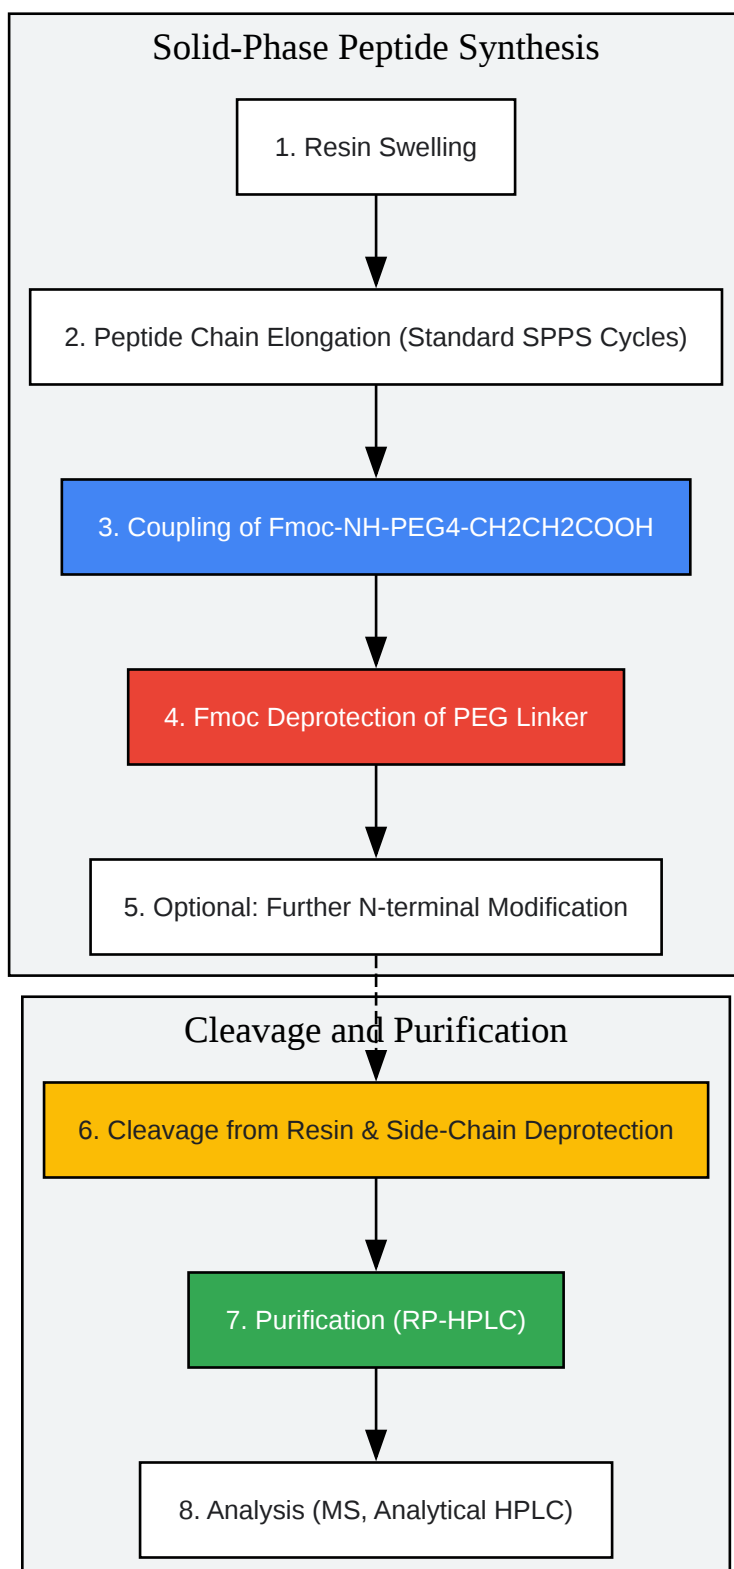 Solid-Phase Peptide Synthesis
1. Resin Swelling
2. Peptide Chain Elongation (Standard SPPS Cycles)
3. Coupling of Fmoc-NH-PEG4-CH2CH2COOH
4. Fmoc Deprotection of PEG Linker
5. Optional: Further N-terminal Modification
Cleavage and Purification
6. Cleavage from Resin & Side-Chain Deprotection
7. Purification (RP-HPLC)
8. Analysis (MS, Analytical HPLC)